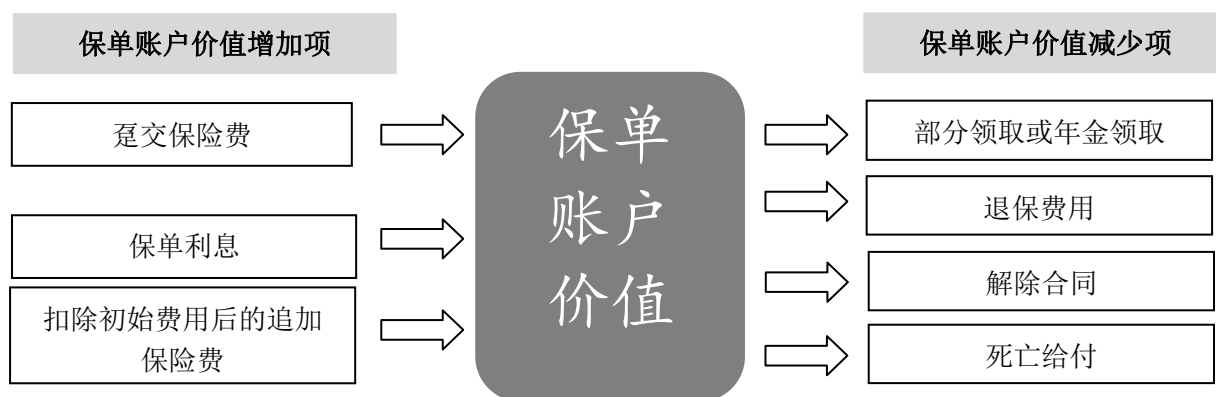 保单账户价值增加项
保单账户价值减少项
趸交保险费
保单利息
扣除初始费用后的追加
保险费
保单
账户
价值
部分领取或年金领取
退保费用
解除合同
死亡给付